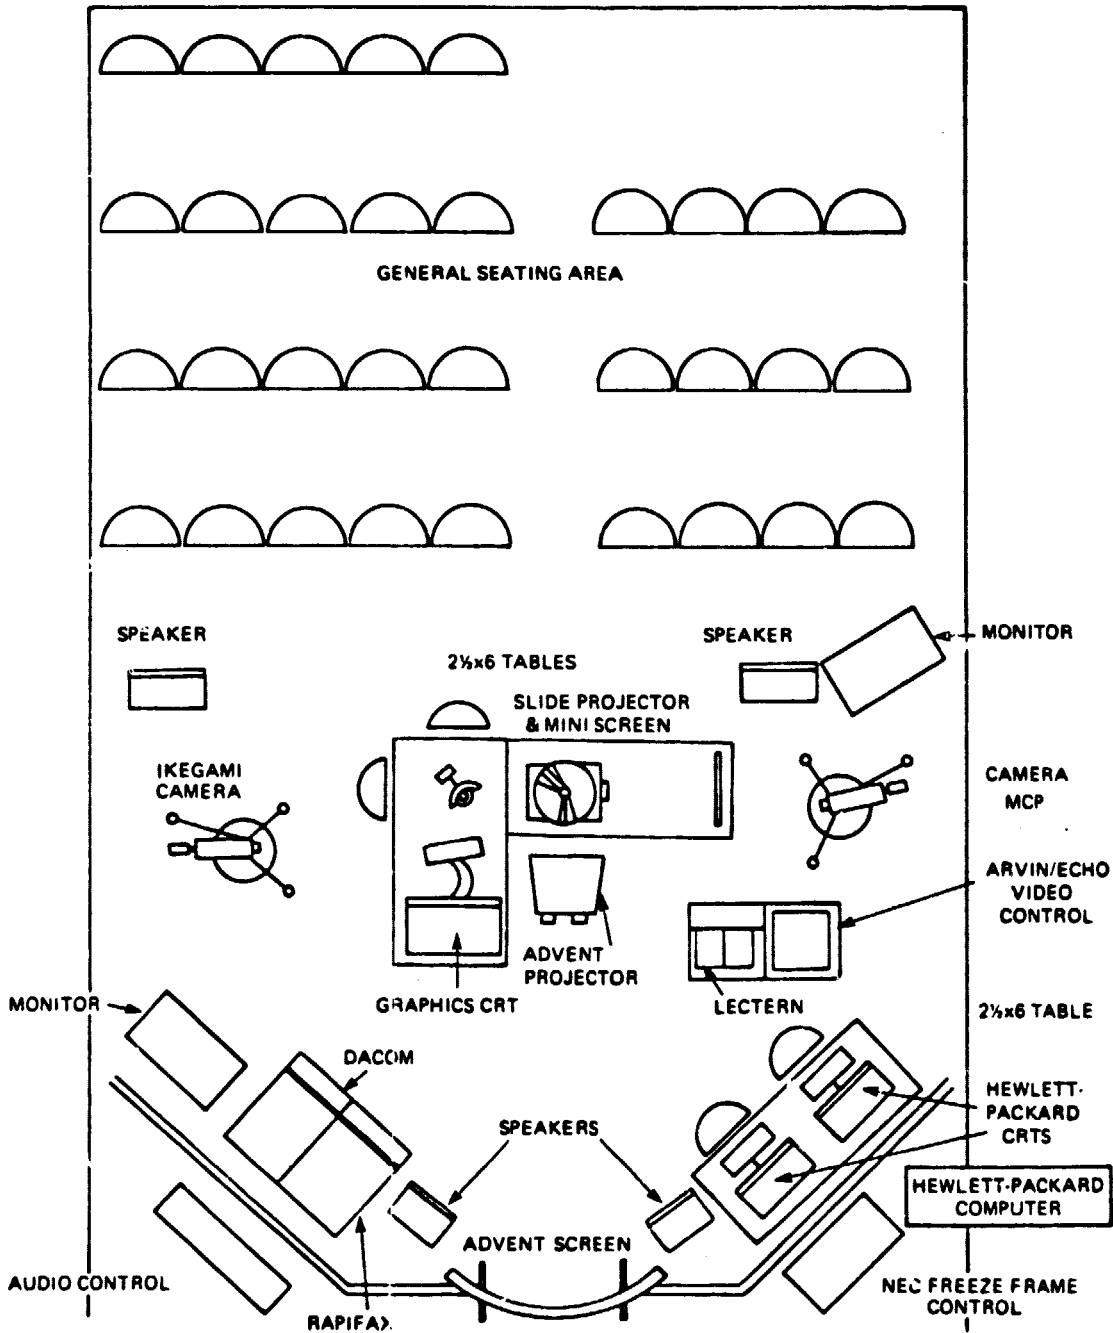 GENERAL SEATING AREA
SPEAKER
SPEAKER
MONITOR
2½x6 TABLES
SLIDE PROJECTOR
& MINI SCREEN
IKEGAMI
CAMERA
CAMERA
MCP
ARVIN/ECHO
VIDEO
CONTROL
ADVENT
PROJECTOR
MONITOR
GRAPHICS CRT
LECTERN
2½x6 TABLE
DACOM
HEWLETT-
PACKARD
CRTS
SPEAKERS
HEWLETT-PACKARD
COMPUTER
ADVENT SCREEN
AUDIO CONTROL
NEC FREEZE FRAME
CONTROL
RAPIFAX